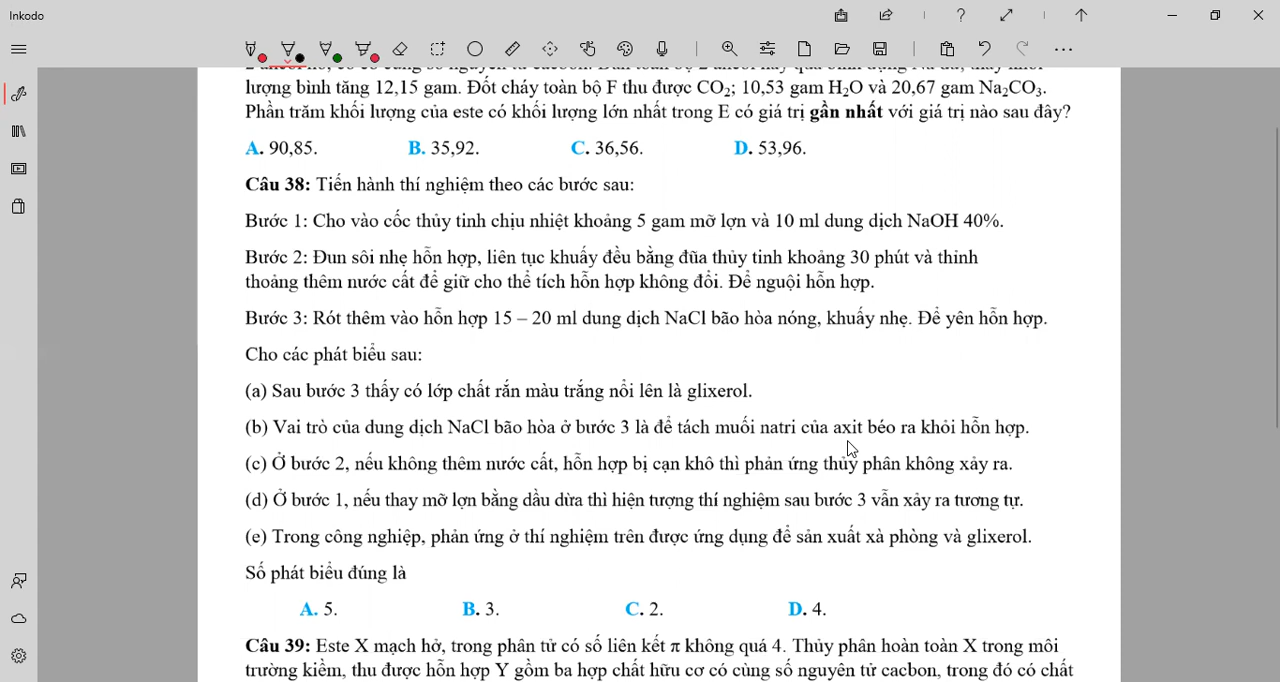 Inkodo
lượng bình tăng 12,15 gam. Đốt cháy toàn bộ F thu được CO₂; 10,53 gam H₂O và 20,67 gam Na₂CO₃.
Phần trăm khối lượng của este có khối lượng lớn nhất trong E có giá trị gần nhất với giá trị nào sau đây?
A. 90,85. B. 35,92. C. 36,56. D. 53,96.
Câu 38: Tiến hành thí nghiệm theo các bước sau:
Bước 1: Cho vào cốc thủy tinh chịu nhiệt khoảng 5 gam mỡ lợn và 10 ml dung dịch NaOH 40%.
Bước 2: Đun sôi nhẹ hỗn hợp, liên tục khuấy đều bằng đũa thủy tinh khoảng 30 phút và thỉnh
thoảng thêm nước cất để giữ cho thể tích hỗn hợp không đổi. Để nguội hỗn hợp.
Bước 3: Rót thêm vào hỗn hợp 15 – 20 ml dung dịch NaCl bão hòa nóng, khuấy nhẹ. Để yên hỗn hợp.
Cho các phát biểu sau:
(a) Sau bước 3 thấy có lớp chất rắn màu trắng nổi lên là glixerol.
(b) Vai trò của dung dịch NaCl bão hòa ở bước 3 là để tách muối natri của axit béo ra khỏi hỗn hợp.
(c) Ở bước 2, nếu không thêm nước cất, hỗn hợp bị cạn khô thì phản ứng thủy phân không xảy ra.
(d) Ở bước 1, nếu thay mỡ lợn bằng dầu dừa thì hiện tượng thí nghiệm sau bước 3 vẫn xảy ra tương tự.
(e) Trong công nghiệp, phản ứng ở thí nghiệm trên được ứng dụng để sản xuất xà phòng và glixerol.
Số phát biểu đúng là
A. 5. B. 3. C. 2. D. 4.
Câu 39: Este X mạch hở, trong phân tử có số liên kết π không quá 4. Thủy phân hoàn toàn X trong môi
trường kiềm, thu được hỗn hợp Y gồm ba hợp chất hữu cơ có cùng số nguyên tử cacbon, trong đó có chất